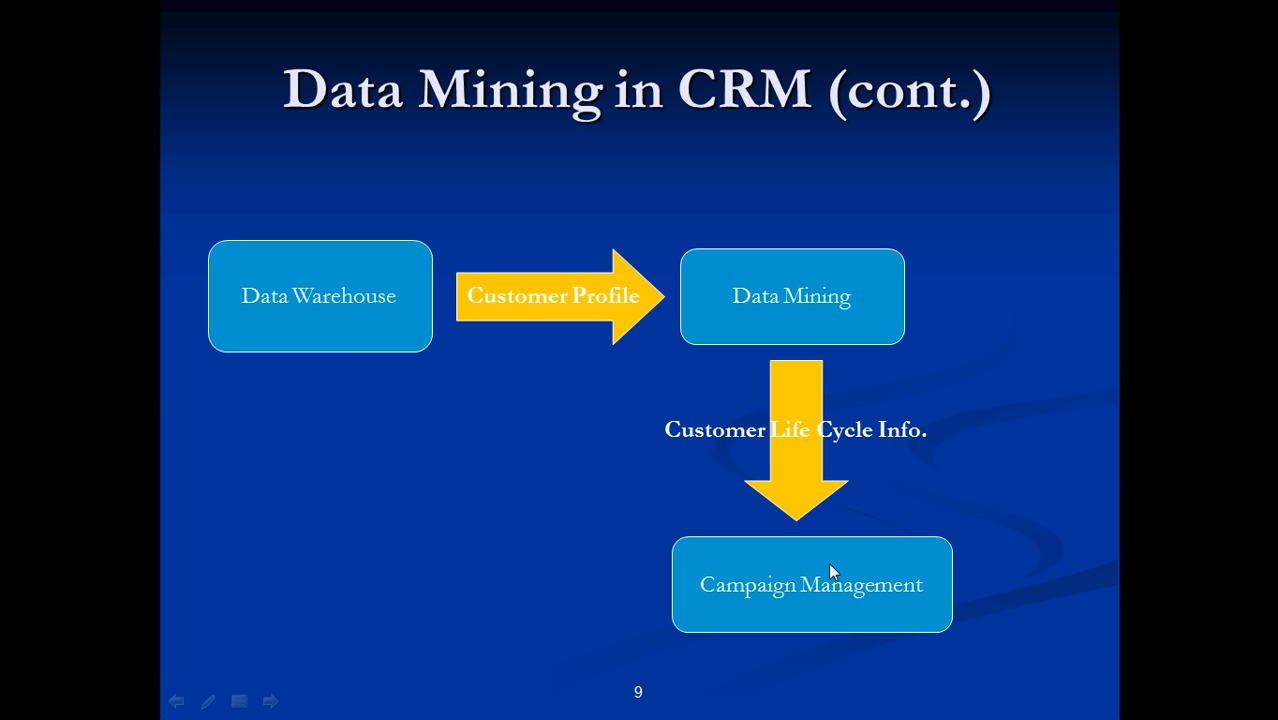 Data Mining in CRM (cont.)
Data Warehouse
Customer Profile
Data Mining
Customer Life Cycle Info.
Campaign Management
9